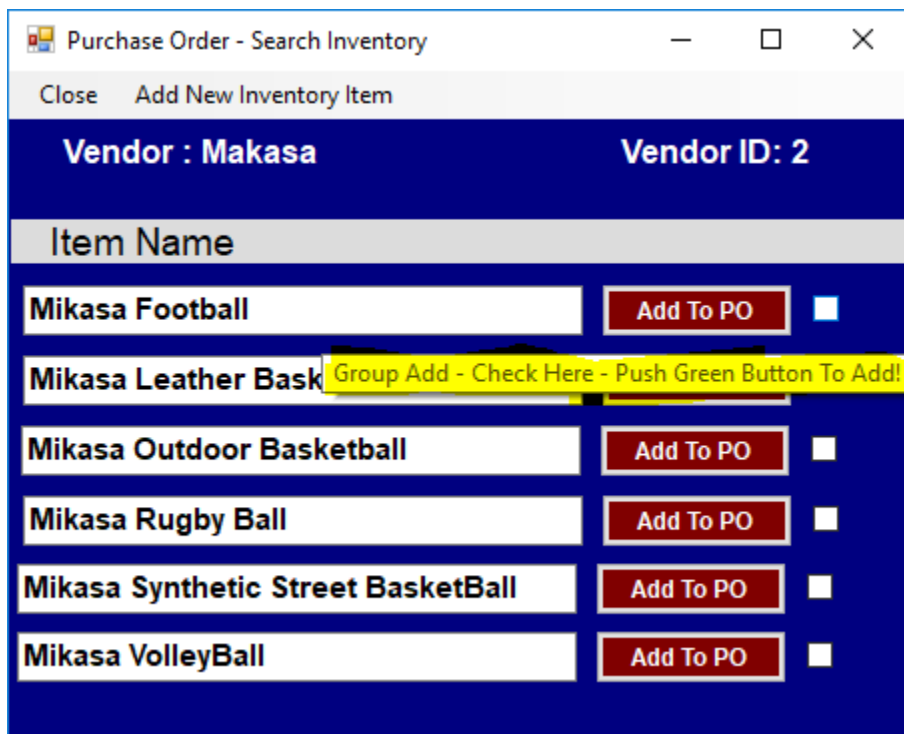 Purchase Order - Search Inventory
Close Add New Inventory Item
Vendor : Makasa Vendor ID: 2
Item Name
Mikasa Football Add To PO
Mikasa Leather Bask
Group Add - Check Here - Push Green Button To Add!
Mikasa Outdoor Basketball Add To PO
Mikasa Rugby Ball Add To PO
Mikasa Synthetic Street BasketBall Add To PO
Mikasa VolleyBall Add To PO